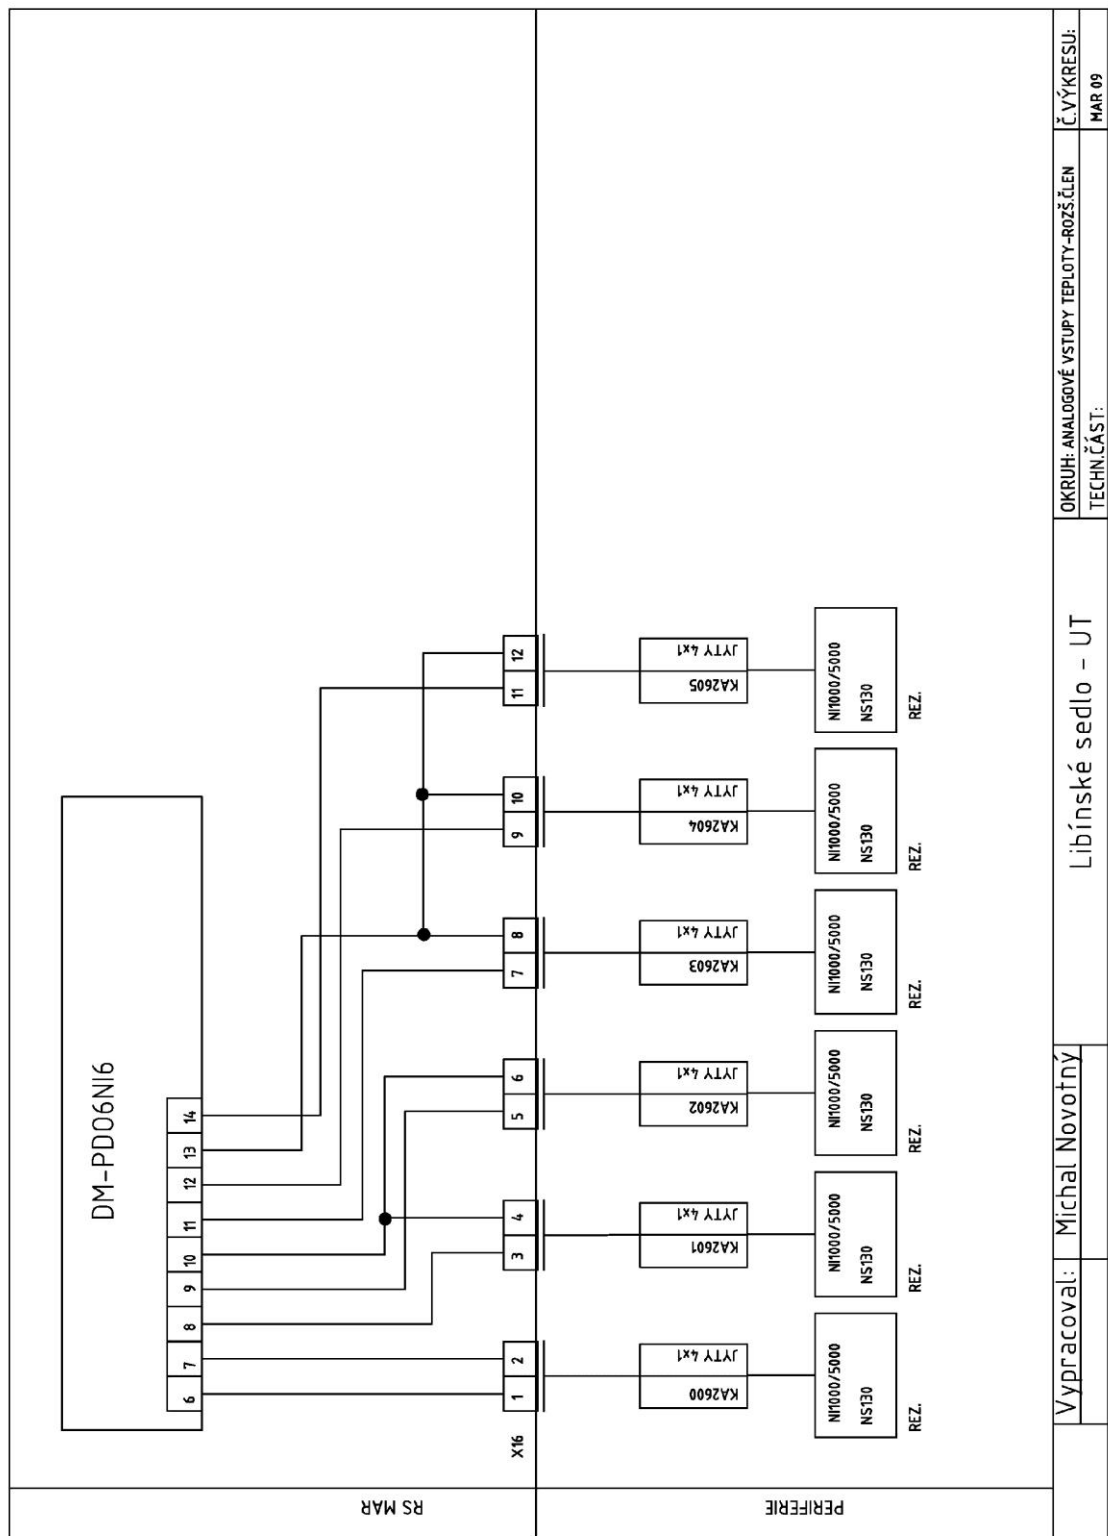 DM-PD06NI6
6 7 8 9 10 11 12 13 14
RS MAR
X16
1 2 3 4 5 6 7 8 9 10 11 12
PERIFERIE
KA2600 JYTY 4x1
KA2601 JYTY 4x1
KA2602 JYTY 4x1
KA2603 JYTY 4x1
KA2604 JYTY 4x1
KA2605 JYTY 4x1
NI1000/5000
NS130
REZ.
NI1000/5000
NS130
REZ.
NI1000/5000
NS130
REZ.
NI1000/5000
NS130
REZ.
NI1000/5000
NS130
REZ.
NI1000/5000
NS130
REZ.
Vypracoval: Michal Novotný
Libínské sedlo - UT
OKRUH: ANALOGOVÉ VSTUPY TEPLOTY-ROZŠ.ČLEN
TECHN.ČÁST:
Č.VÝKRESU:
MAR 09